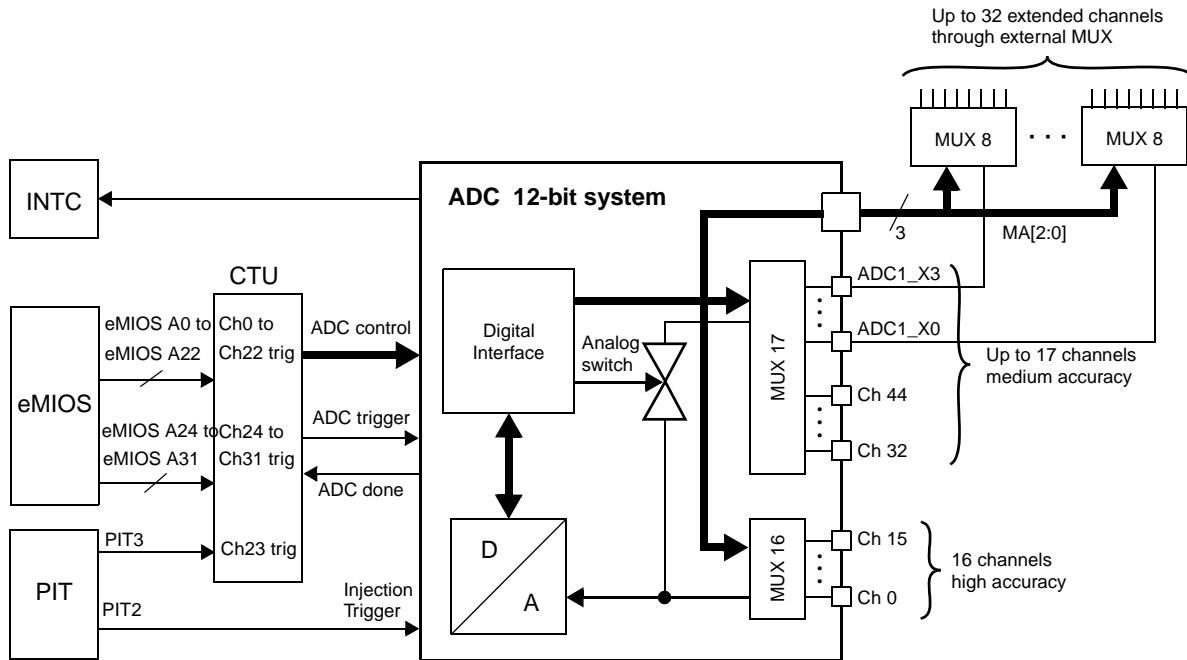 Up to 32 extended channels
through external MUX
MUX 8
. . .
MUX 8
INTC
ADC 12-bit system
3
MA[2:0]
CTU
ADC1_X3
eMIOS A0 to
Ch0 to
ADC control
Digital
Interface
Analog
switch
MUX 17
ADC1_X0
eMIOS A22
Ch22 trig
Up to 17 channels
medium accuracy
eMIOS
Ch 44
ADC trigger
eMIOS A24 to
Ch24 to
eMIOS A31
Ch31 trig
Ch 32
ADC done
PIT3
Ch23 trig
D
A
MUX 16
Ch 15
16 channels
high accuracy
PIT
Injection
Trigger
Ch 0
PIT2